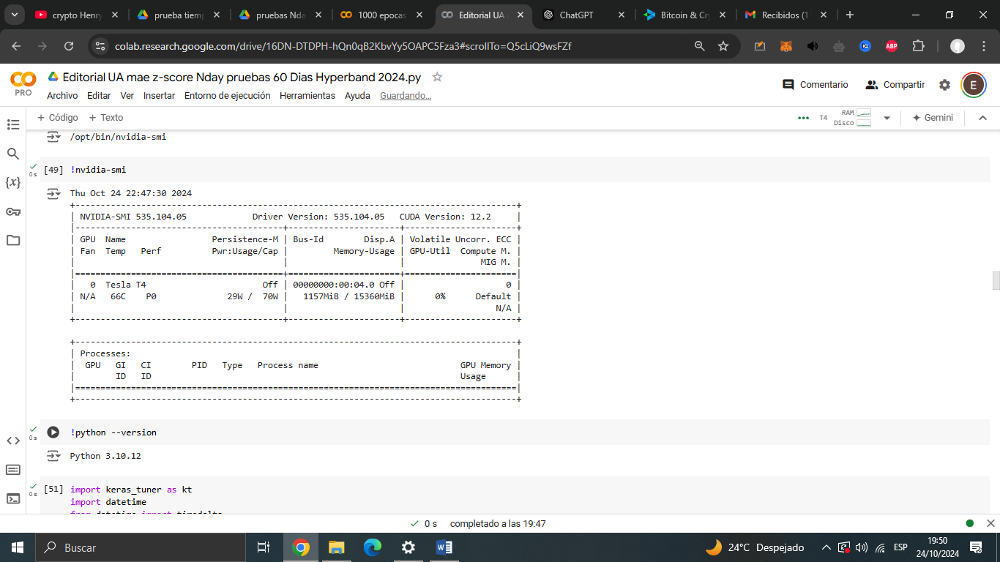 crypto Henry
prueba tiemp
pruebas Nda
1000 epocas
Editorial UA
ChatGPT
Bitcoin & Cr
Recibidos (1
colab.research.google.com/drive/16DN-DTDPH-hQn0qB2KbvYy5OAPC5Fza3#scrollTo=Q5cLiQ9wsFZf
ABP
PRO
Editorial UA mae z-score Nday pruebas 60 Dias Hyperband 2024.py
Archivo Editar Ver Insertar Entorno de ejecución Herramientas Ayuda Guardando...
Comentario
Compartir
E
+ Código + Texto
T4
RAM
Disco
Gemini
/opt/bin/nvidia-smi
0 s
[49] !nvidia-smi
Thu Oct 24 22:47:30 2024
+---------------------------------------------------------------------------------------+
| NVIDIA-SMI 535.104.05             Driver Version: 535.104.05   CUDA Version: 12.2     |
|-----------------------------------------+----------------------+----------------------+
| GPU  Name                 Persistence-M | Bus-Id        Disp.A | Volatile Uncorr. ECC |
| Fan  Temp   Perf          Pwr:Usage/Cap |         Memory-Usage | GPU-Util  Compute M. |
|                                         |                      |               MIG M. |
|=========================================+======================+======================|
|   0  Tesla T4                       Off | 00000000:00:04.0 Off |                    0 |
| N/A   66C    P0              29W /  70W |   1157MiB / 15360MiB |      0%      Default |
|                                         |                      |                  N/A |
+-----------------------------------------+----------------------+----------------------+
+---------------------------------------------------------------------------------------+
| Processes:                                                                            |
|  GPU   GI   CI        PID   Type   Process name                            GPU Memory |
|        ID   ID                                                             Usage      |
|=======================================================================================|
+---------------------------------------------------------------------------------------+
0 s
!python --version
Python 3.10.12
0 s
[51] import keras_tuner as kt
import datetime
from datetime import timedelta
0 s completado a las 19:47
Buscar
24°C Despejado
ESP
19:50
24/10/2024